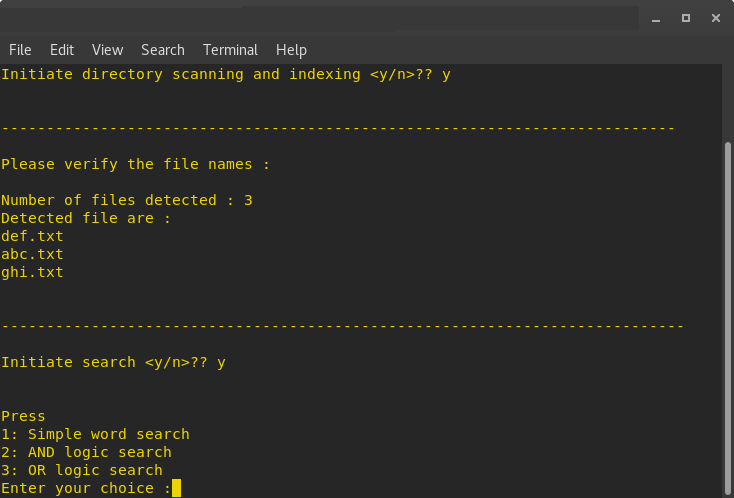 File Edit View Search Terminal Help
Initiate directory scanning and indexing <y/n>?? y
---------------------------------------------------------------------------
Please verify the file names :
Number of files detected : 3
Detected file are :
def.txt
abc.txt
ghi.txt
----------------------------------------------------------------------------
Initiate search <y/n>?? y
Press
1: Simple word search
2: AND logic search
3: OR logic search
Enter your choice :